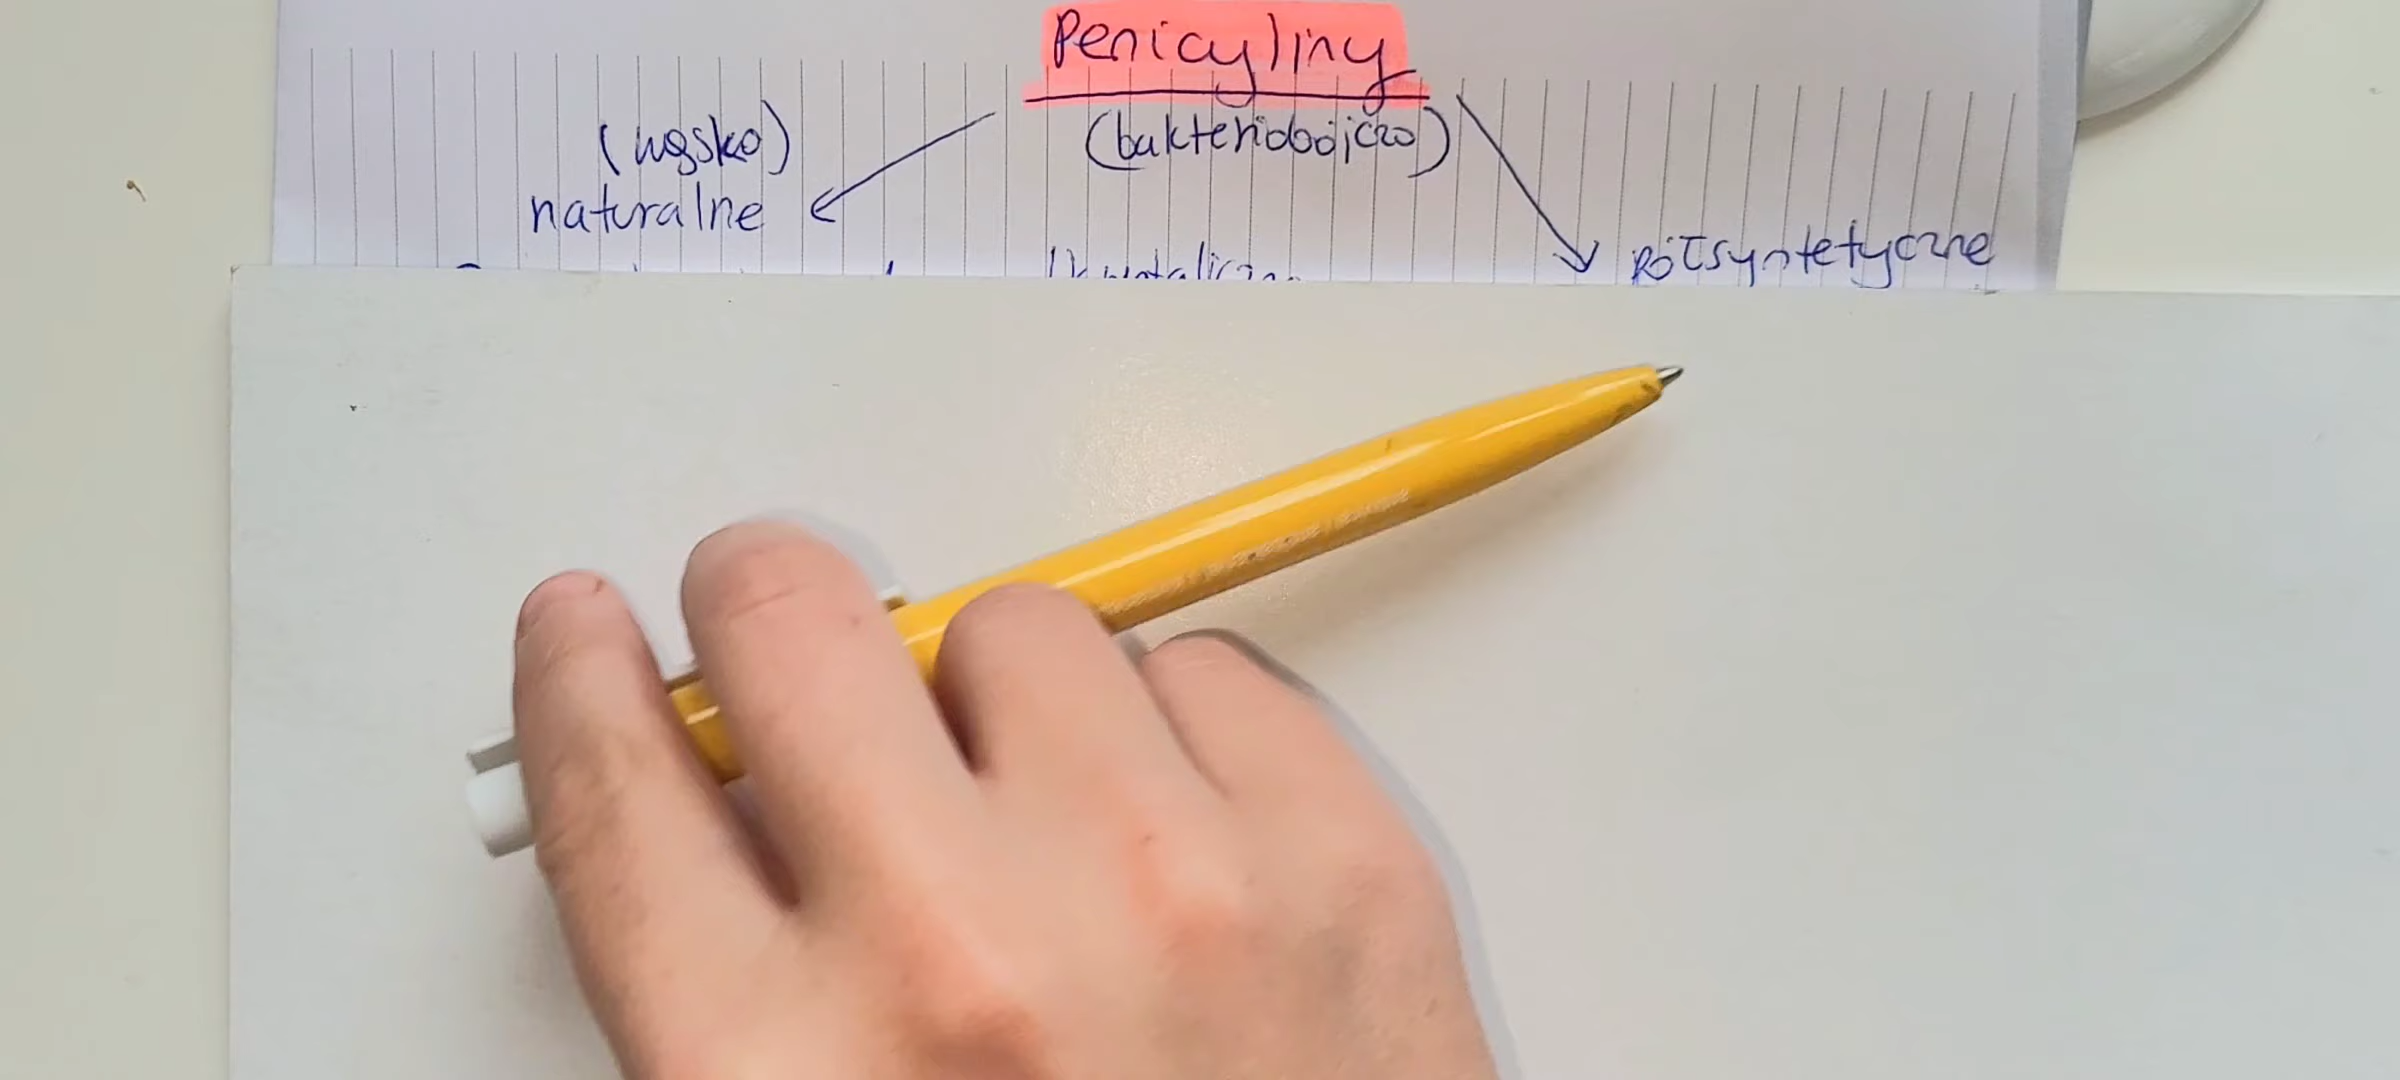 Penicyliny
(wąsko) (bakteriobójczo)
naturalne
półsyntetyczne